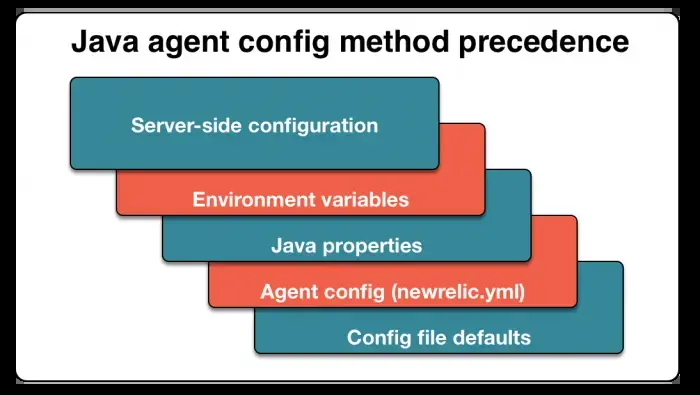 Java agent config method precedence
Server-side configuration
Environment variables
Java properties
Agent config (newrelic.yml)
Config file defaults